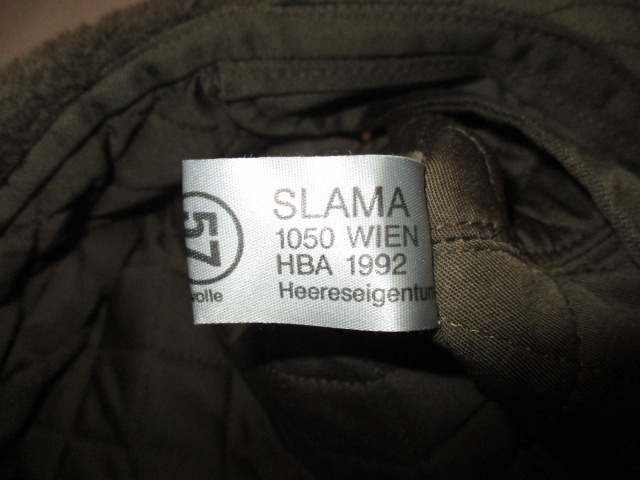 57
SLAMA
1050 WIEN
HBA 1992
Heereseigentum